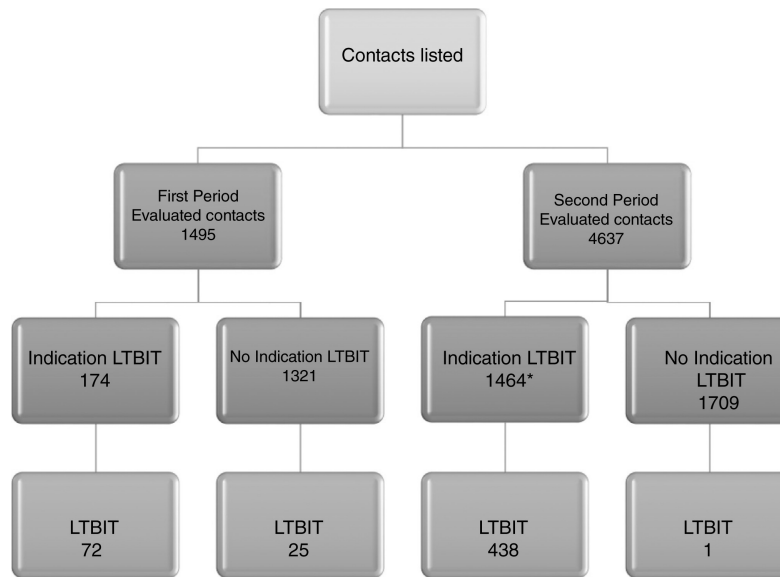 Contacts listed
First Period
Evaluated contacts
1495
Second Period
Evaluated contacts
4637
Indication LTBIT
174
No Indication LTBIT
1321
Indication LTBIT
1464*
No Indication
LTBIT
1709
LTBIT
72
LTBIT
25
LTBIT
438
LTBIT
1